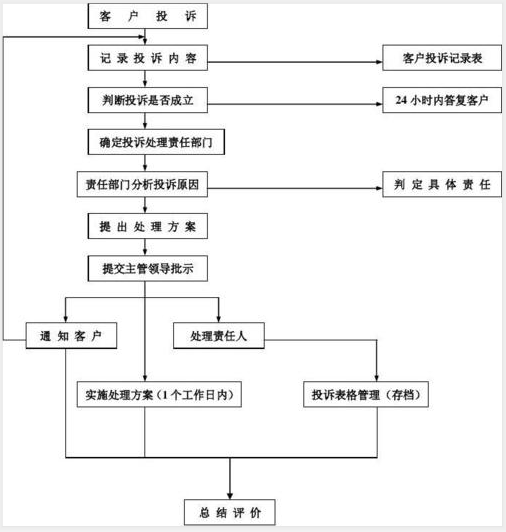 客户投诉
记录投诉内容
客户投诉记录表
判断投诉是否成立
24小时内答复客户
确定投诉处理责任部门
责任部门分析投诉原因
判定具体责任
提出处理方案
提交主管领导批示
通知客户
处理责任人
实施处理方案（1个工作日内）
投诉表格管理（存档）
总结评价